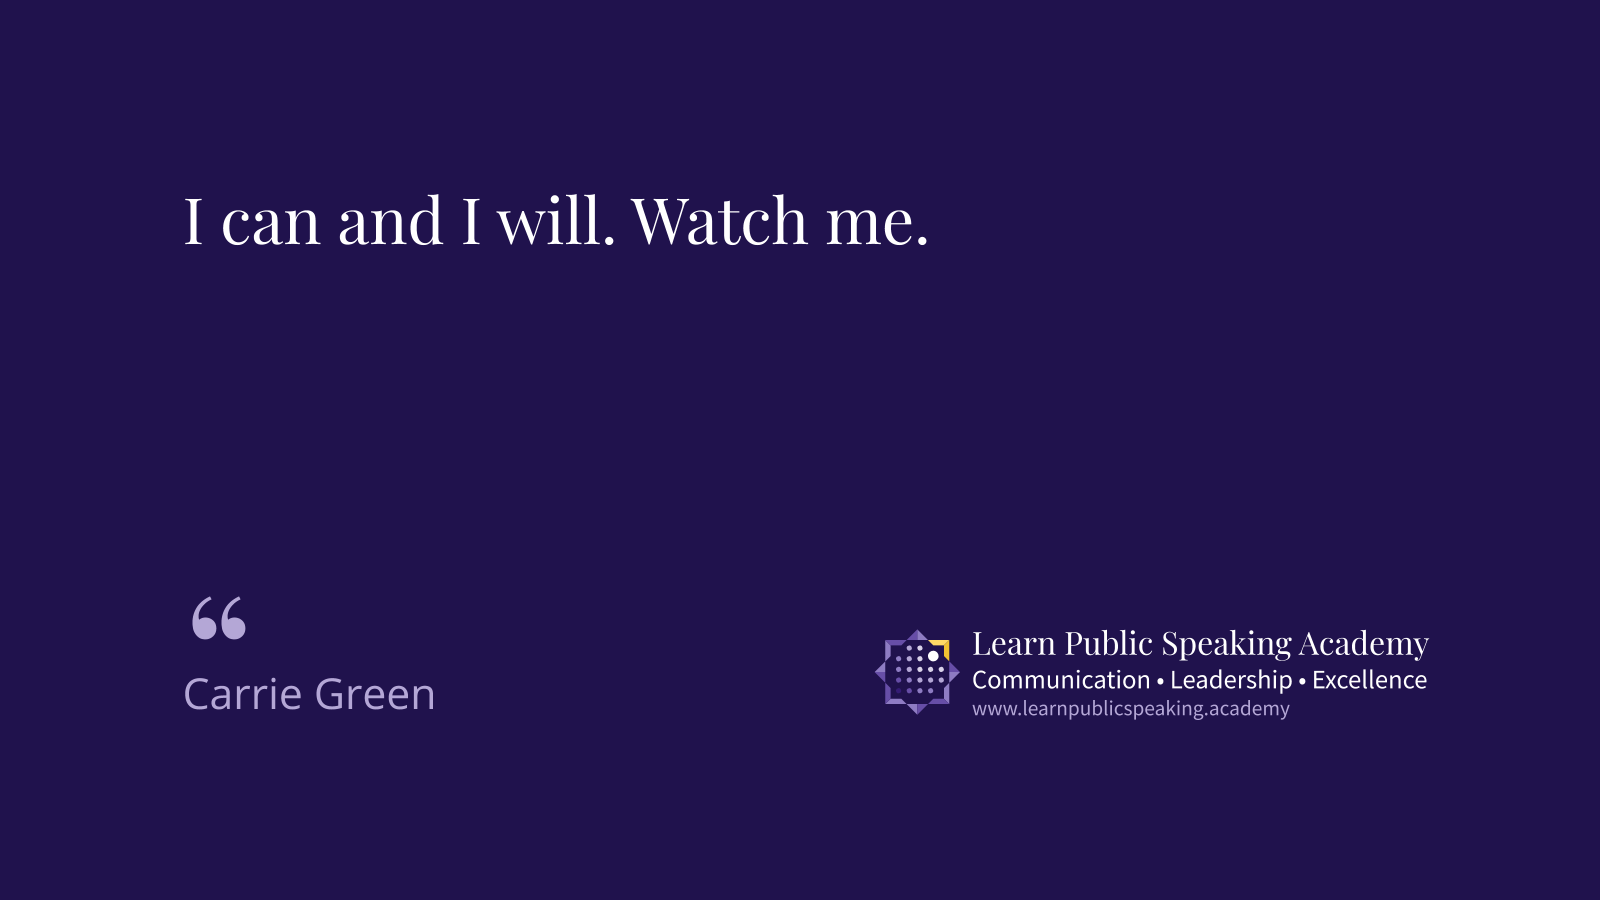 I can and I will. Watch me.
“
Carrie Green
Learn Public Speaking Academy
Communication • Leadership • Excellence
www.learnpublicspeaking.academy